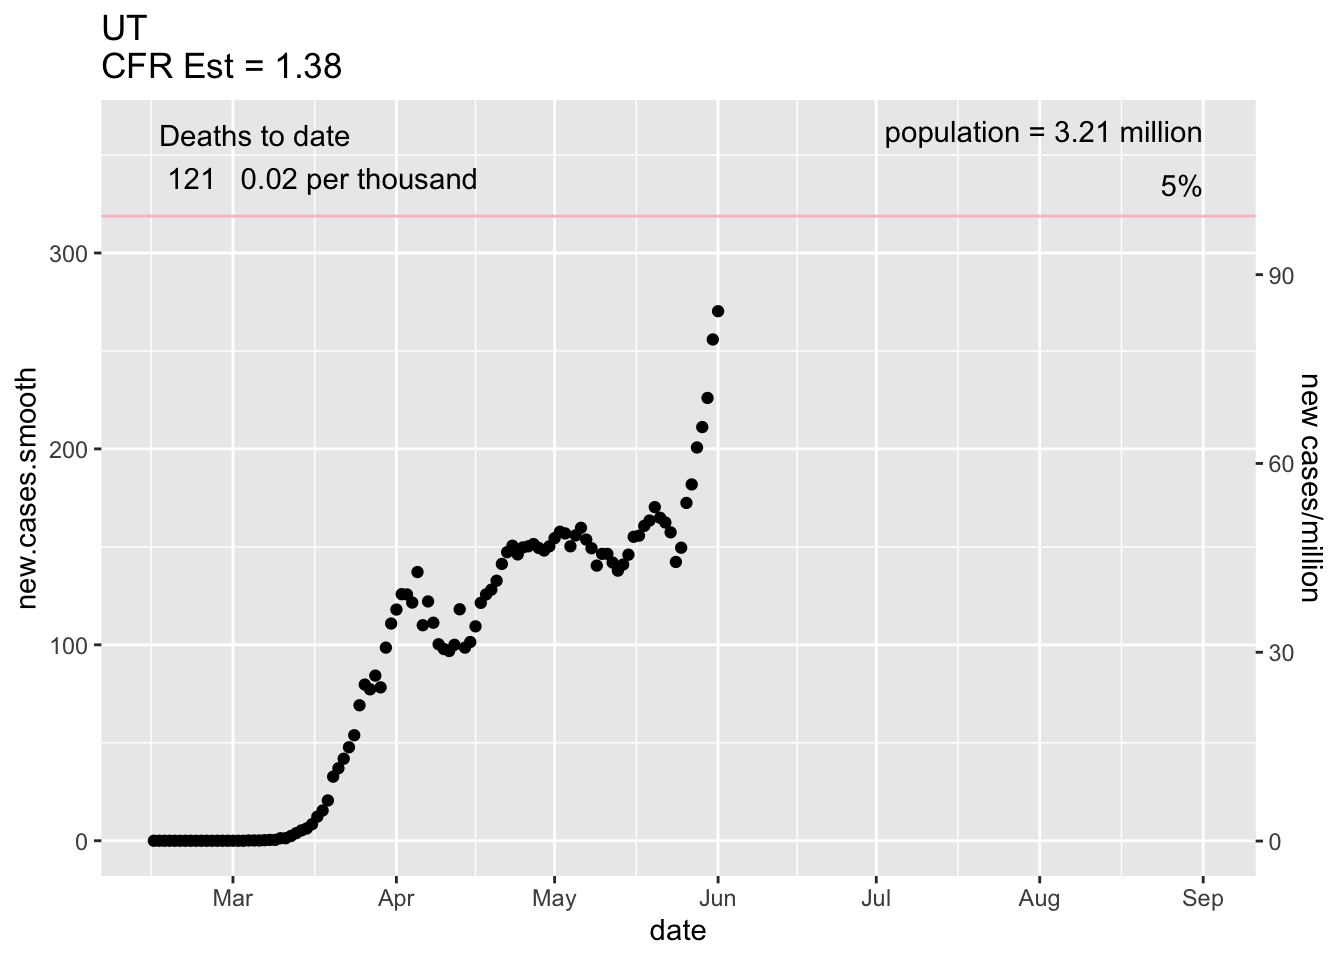 UT
CFR Est = 1.38
Deaths to date
121 0.02 per thousand
population = 3.21 million
5%
300
200
100
0
new.cases.smooth
90
60
30
0
new cases/million
Mar Apr May Jun Jul Aug Sep
date